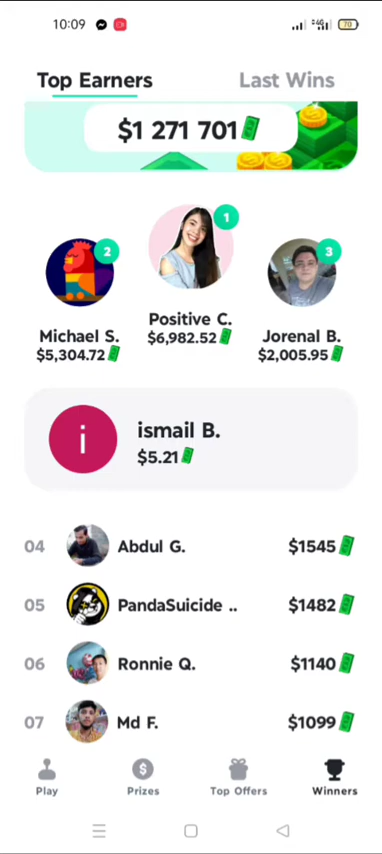 10:09 4G 70
Top Earners Last Wins
$1 271 701
1
2
3
Positive C.
$6,982.52
Michael S.
$5,304.72
Jorenal B.
$2,005.95
i
ismail B.
$5.21
04 Abdul G. $1545
05 PandaSuicide .. $1482
06 Ronnie Q. $1140
07 Md F. $1099
$
Play Prizes Top Offers Winners